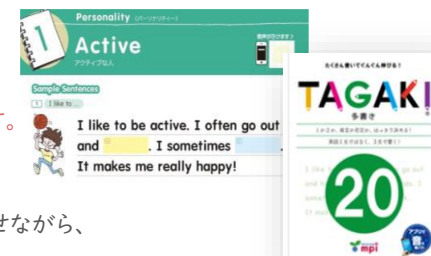 Personality (パーソナリティー)
1
Active
アクティブな人
音声が聞けます!
Sample Sentences
1 I like to ...
I like to be active. I often go out
and . I sometimes .
It makes me really happy!
す。
せながら、
たくさん書いてぐんぐん伸びる!
TAGAKI
多書き
20
mpi
アプリで
音